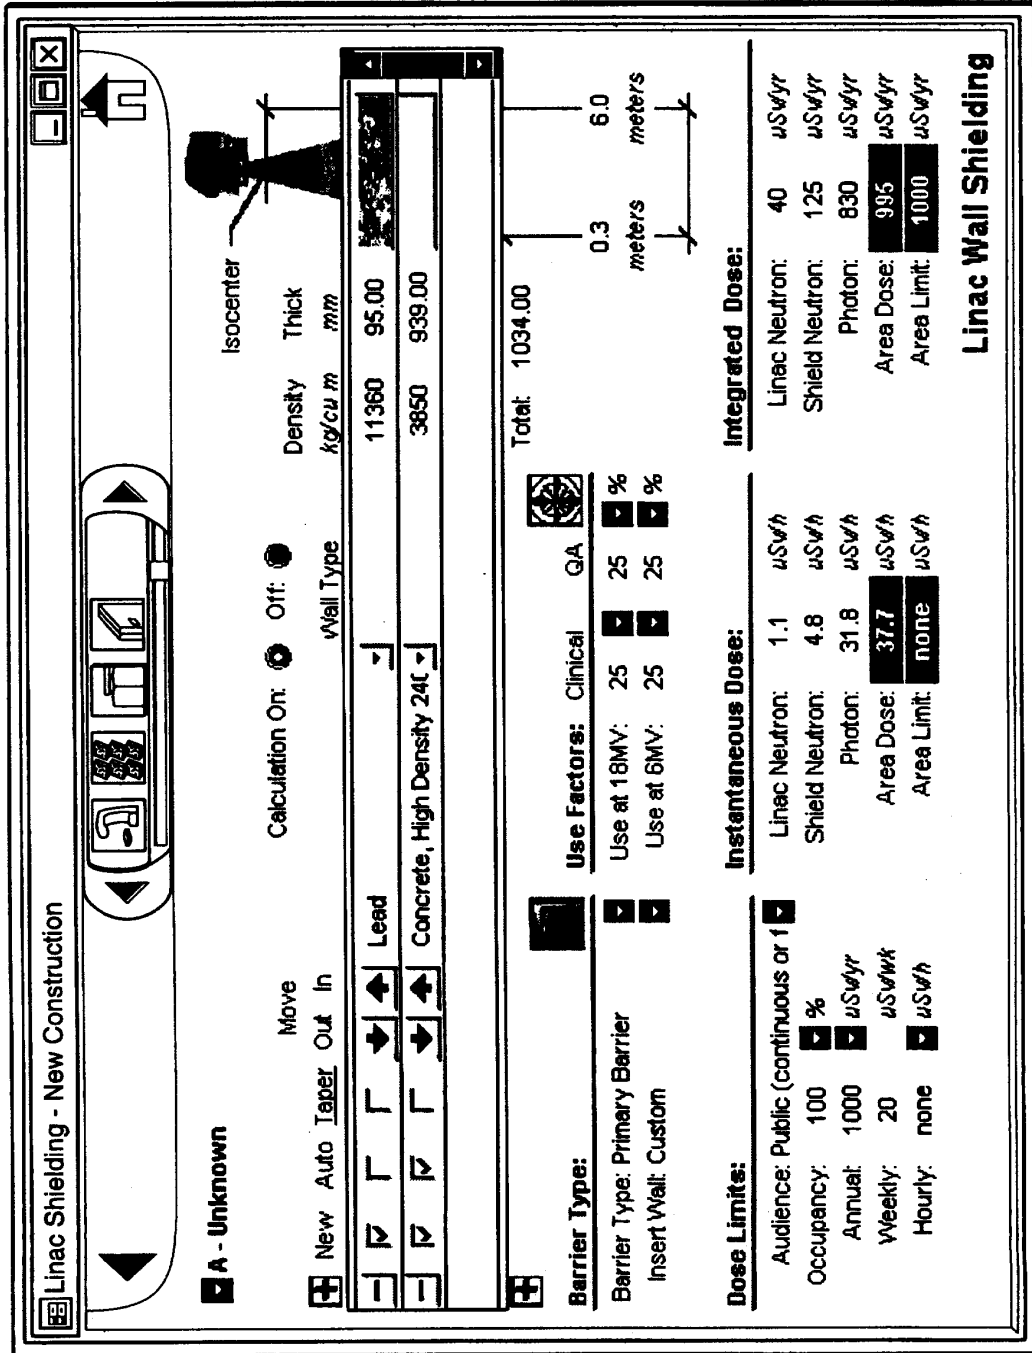 Linac Shielding - New Construction
A - Unknown
Calculation On: Off:
Isocenter
Move
New Auto Taper Out In
Wall Type
Density Thick
kg/cu m mm
Lead 11360 95.00
Concrete, High Density 24( 3850 939.00
Total: 1034.00
0.3 meters
6.0 meters
Barrier Type:
Barrier Type: Primary Barrier
Insert Wall: Custom
Use Factors: Clinical QA
Use at 18MV: 25 25 %
Use at 6MV: 25 25 %
Dose Limits:
Audience: Public (continuous or f
Occupancy: 100 %
Annual: 1000 uSv/yr
Weekly: 20 uSv/wk
Hourly: none uSv/h
Instantaneous Dose:
Linac Neutron: 1.1 uSv/h
Shield Neutron: 4.8 uSv/h
Photon: 31.8 uSv/h
Area Dose: 37.7 uSv/h
Area Limit: none uSv/h
Integrated Dose:
Linac Neutron: 40 uSv/yr
Shield Neutron: 125 uSv/yr
Photon: 830 uSv/yr
Area Dose: 995 uSv/yr
Area Limit: 1000 uSv/yr
Linac Wall Shielding